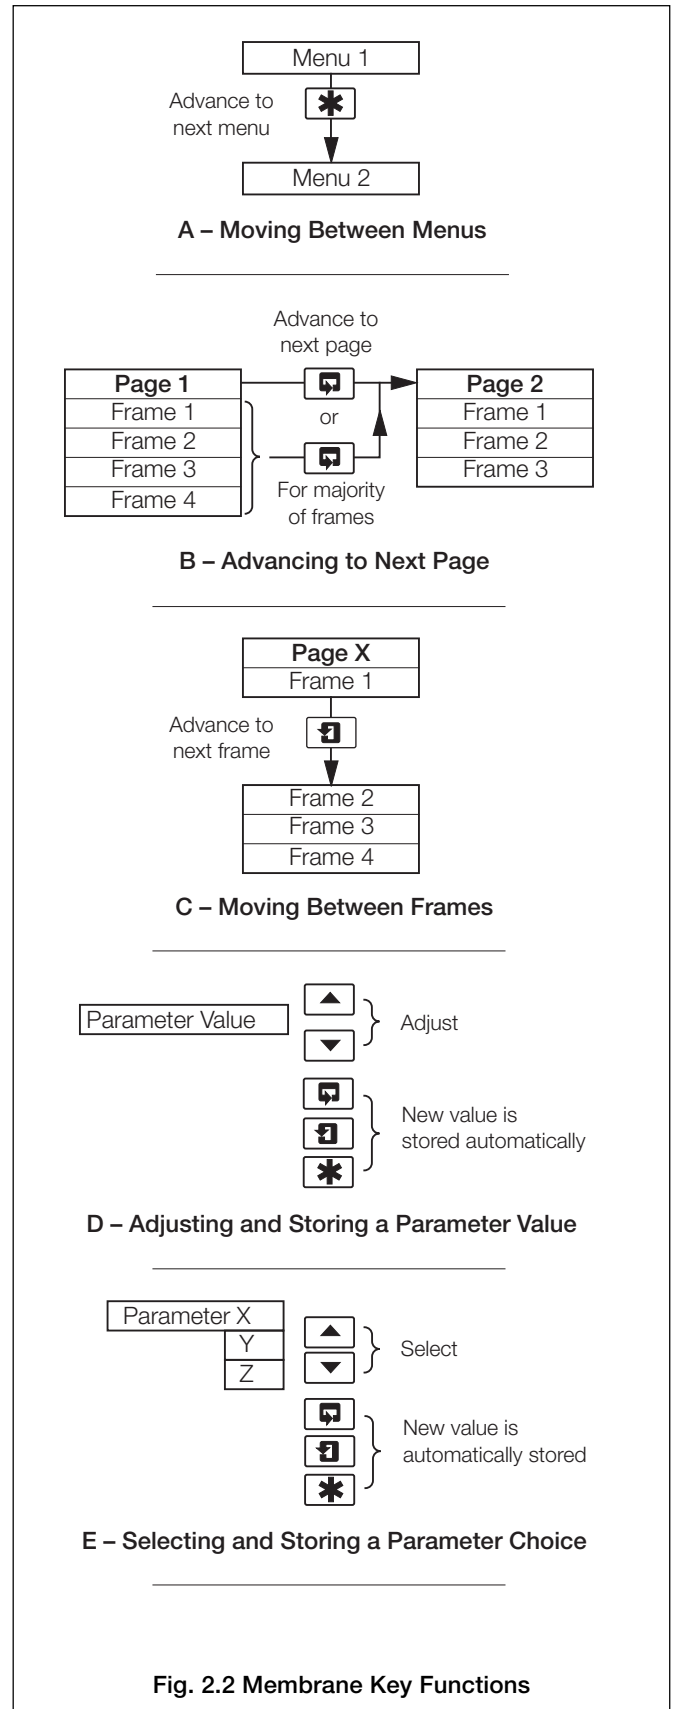 Menu 1
Advance to
next menu
Menu 2
A – Moving Between Menus
Advance to
next page
Page 1
Frame 1
Frame 2
Frame 3
Frame 4
or
For majority
of frames
Page 2
Frame 1
Frame 2
Frame 3
B – Advancing to Next Page
Page X
Frame 1
Advance to
next frame
Frame 2
Frame 3
Frame 4
C – Moving Between Frames
Parameter Value
Adjust
New value is
stored automatically
D – Adjusting and Storing a Parameter Value
Parameter X
Y
Z
Select
New value is
automatically stored
E – Selecting and Storing a Parameter Choice
Fig. 2.2 Membrane Key Functions